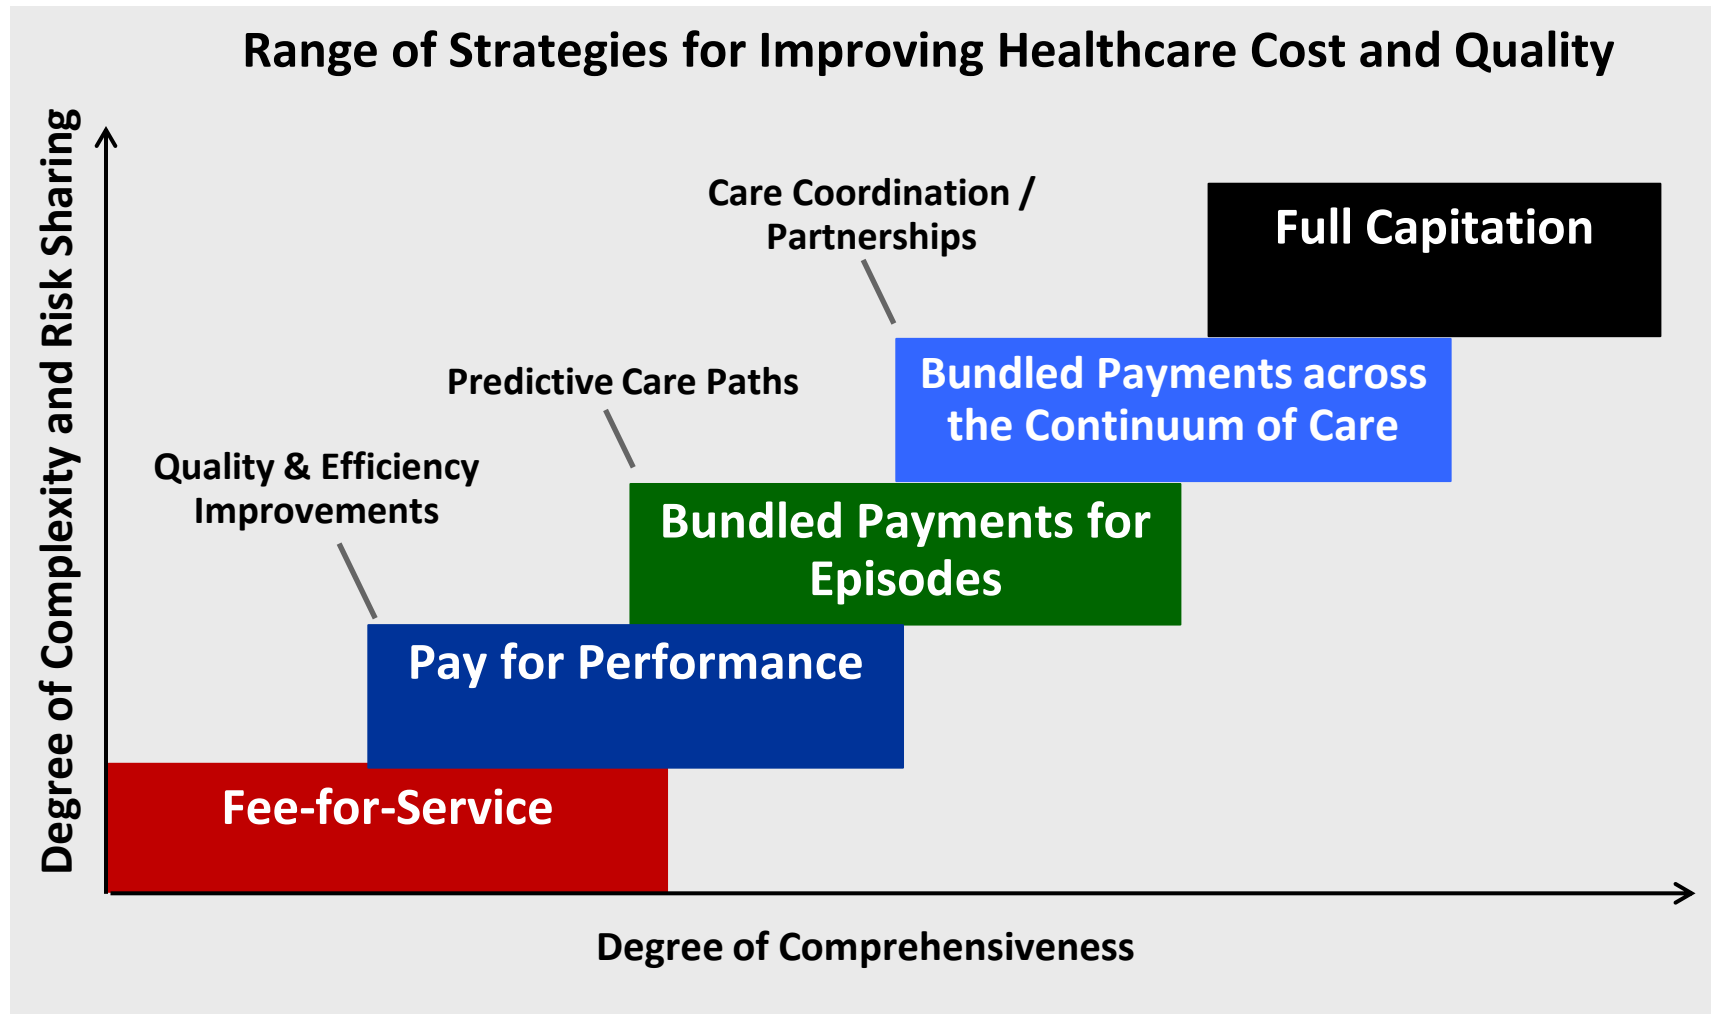 Range of Strategies for Improving Healthcare Cost and Quality
Degree of Complexity and Risk Sharing
Care Coordination /
Partnerships
Full Capitation
Predictive Care Paths
Bundled Payments across
the Continuum of Care
Quality & Efficiency
Improvements
Bundled Payments for
Episodes
Pay for Performance
Fee-for-Service
Degree of Comprehensiveness